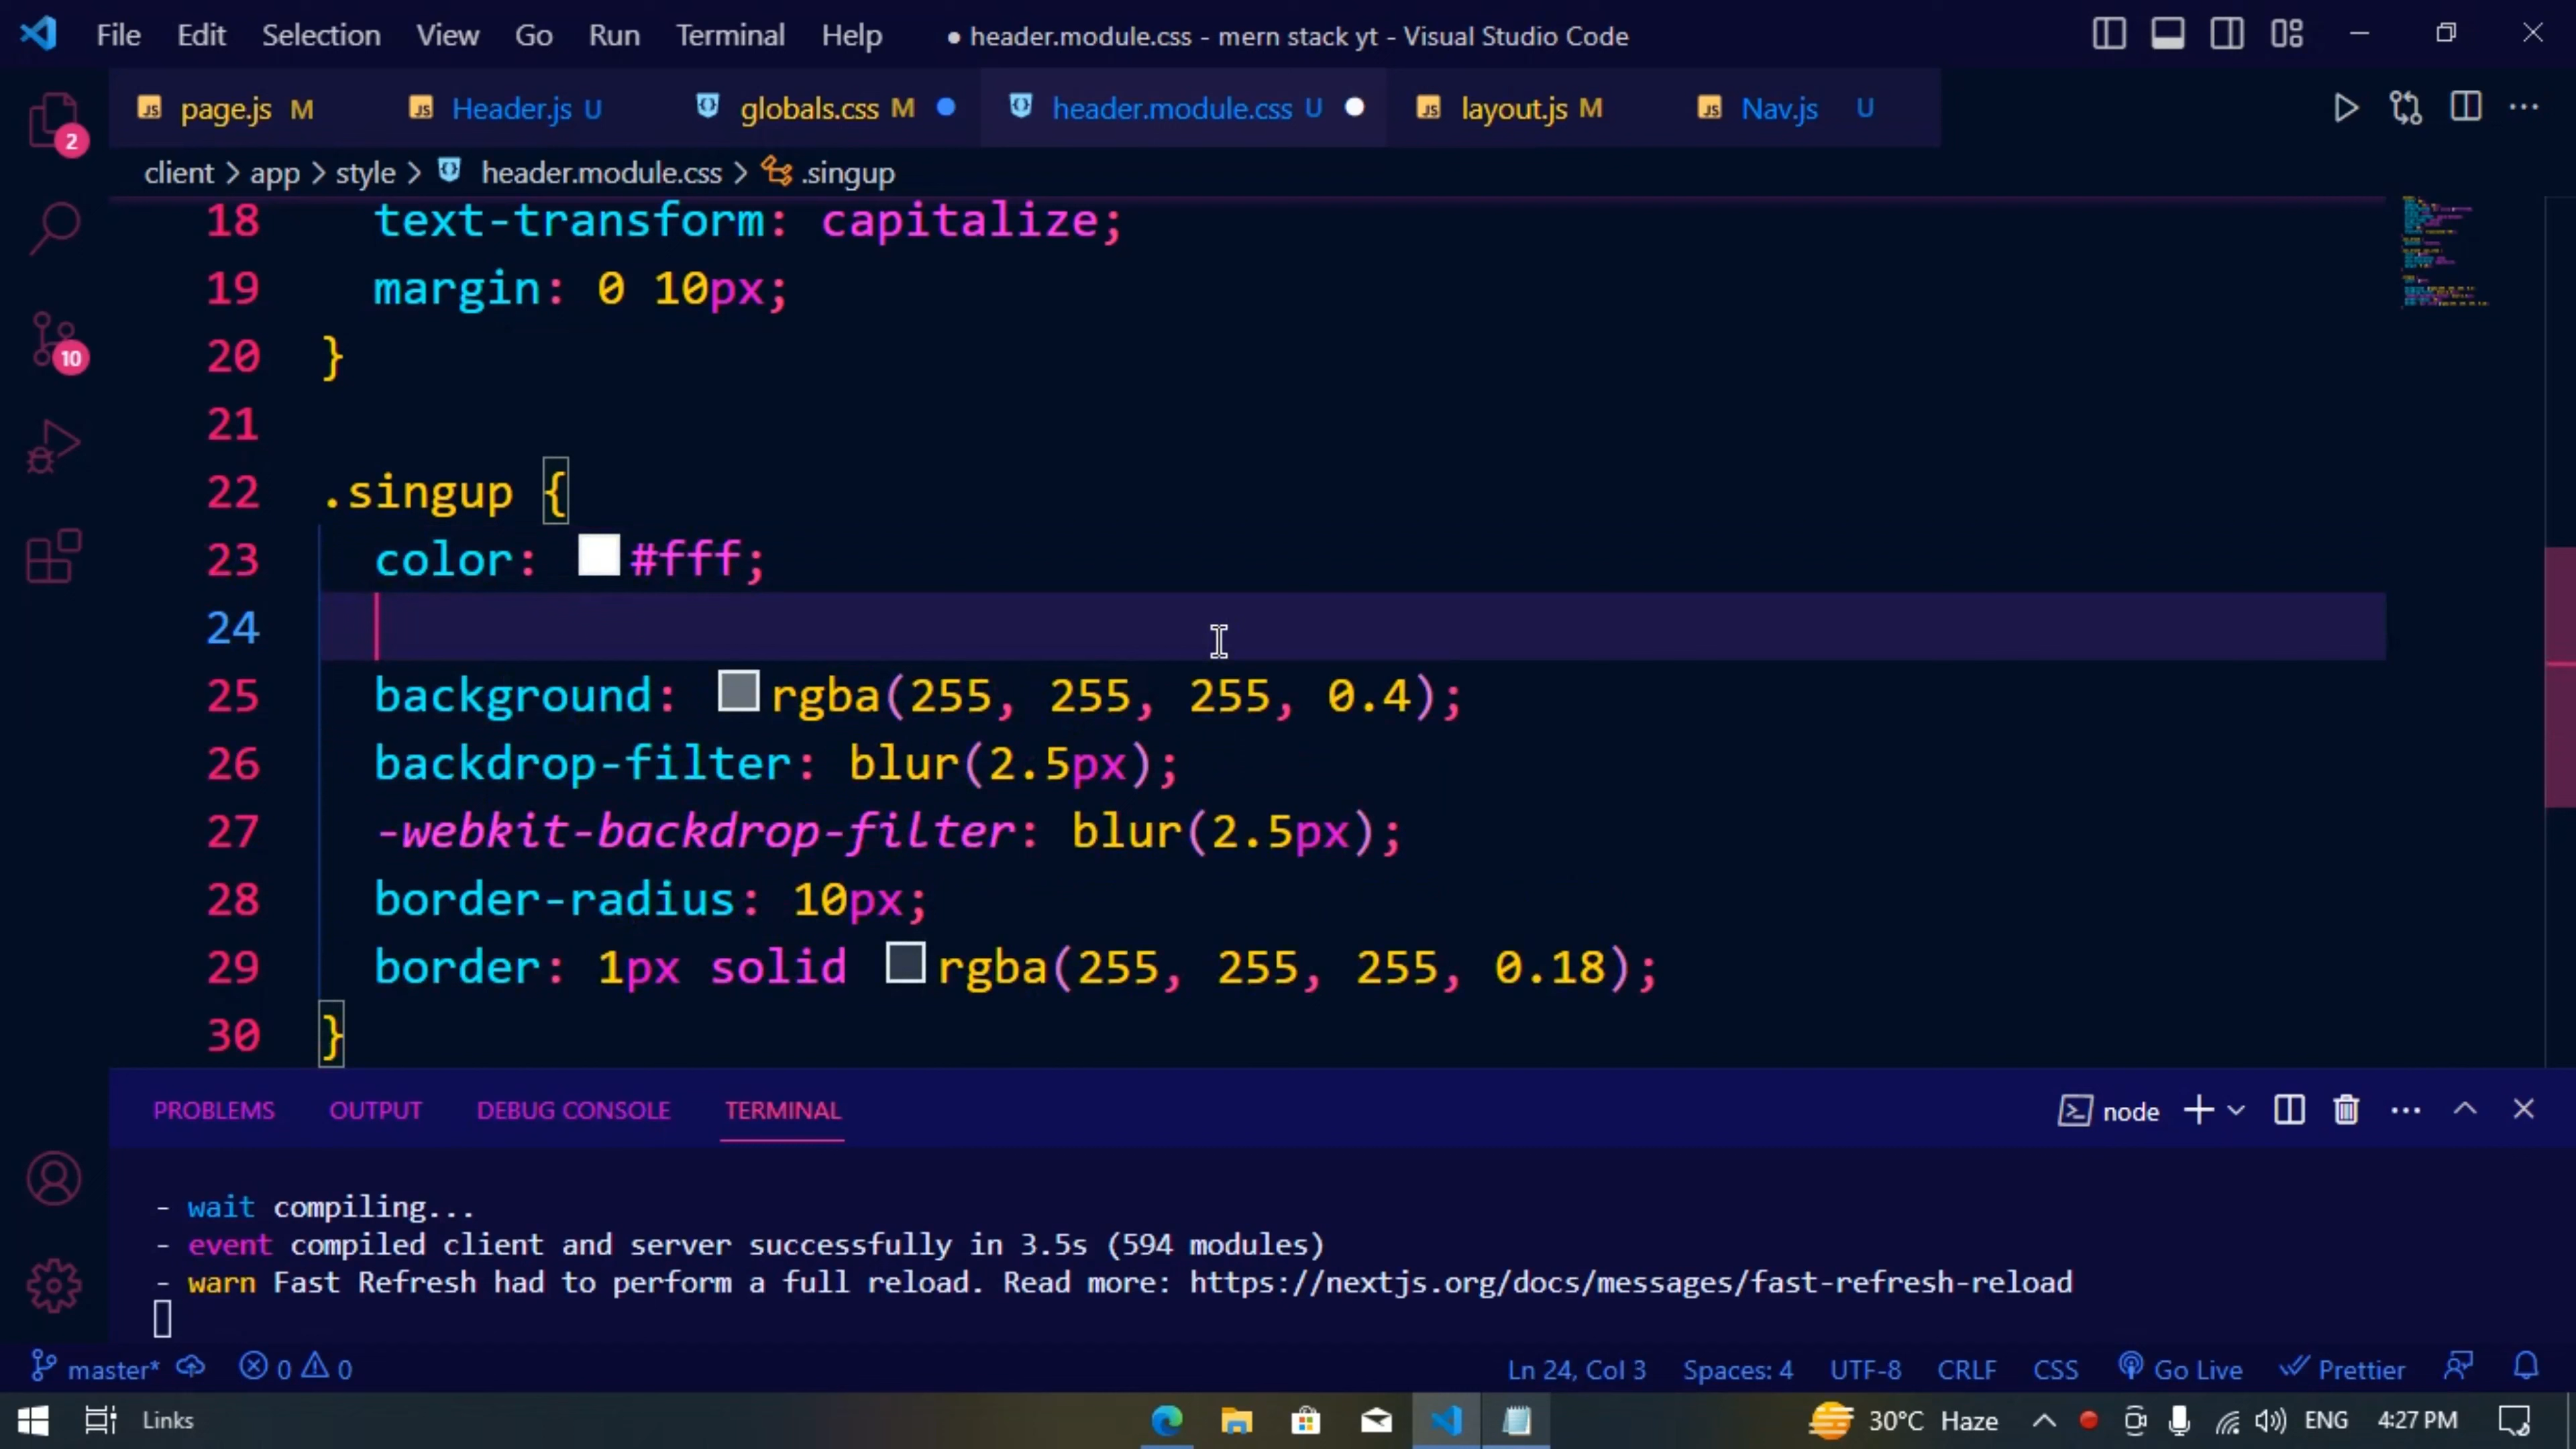 File Edit Selection View Go Run Terminal Help ● header.module.css - mern stack yt - Visual Studio Code
page.js M Header.js U globals.css M header.module.css U layout.js M Nav.js U
client > app > style > header.module.css > .singup
2
10
18 text-transform: capitalize;
19 margin: 0 10px;
20 }
21
22 .singup {
23 color: #fff;
24
25 background: rgba(255, 255, 255, 0.4);
26 backdrop-filter: blur(2.5px);
27 -webkit-backdrop-filter: blur(2.5px);
28 border-radius: 10px;
29 border: 1px solid rgba(255, 255, 255, 0.18);
30 }
PROBLEMS OUTPUT DEBUG CONSOLE TERMINAL node
- wait compiling...
- event compiled client and server successfully in 3.5s (594 modules)
- warn Fast Refresh had to perform a full reload. Read more: https://nextjs.org/docs/messages/fast-refresh-reload
master* 0 0 Ln 24, Col 3 Spaces: 4 UTF-8 CRLF CSS Go Live Prettier
Links 30°C Haze ENG 4:27 PM